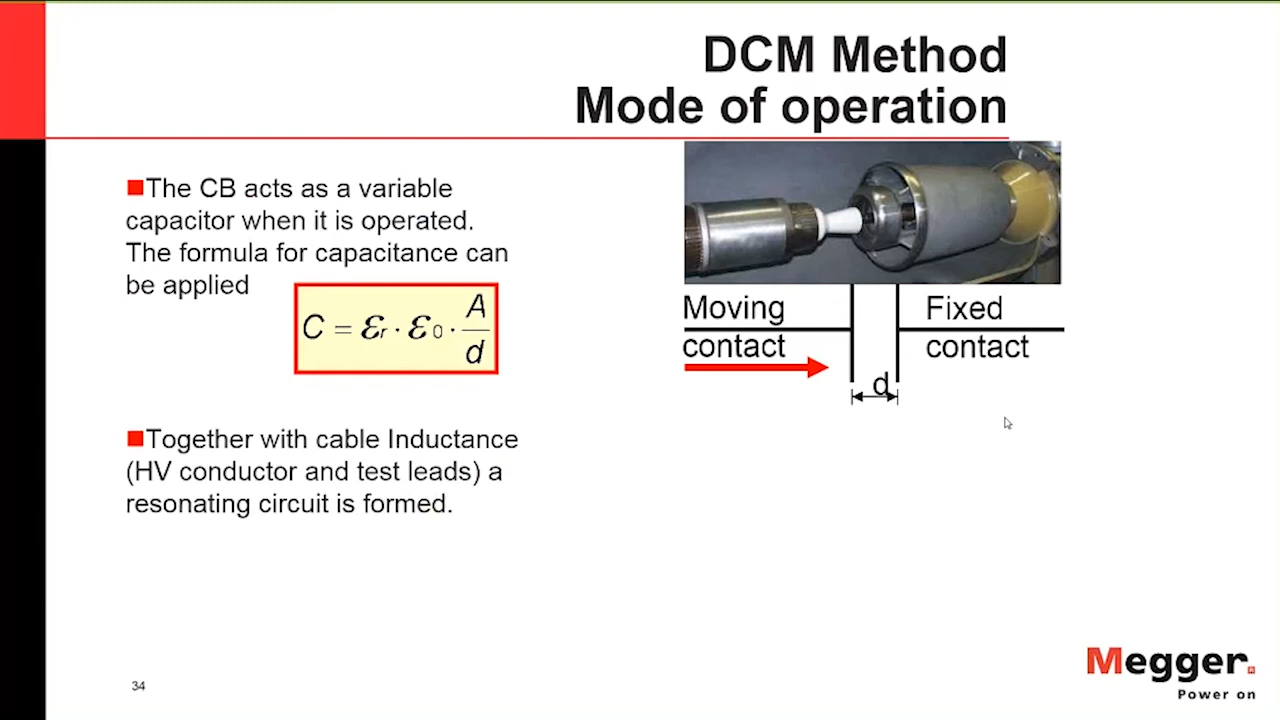 DCM Method
Mode of operation
■The CB acts as a variable
capacitor when it is operated.
The formula for capacitance can
be applied
C = εr · ε0 · A/d
■Together with cable Inductance
(HV conductor and test leads) a
resonating circuit is formed.
Moving
contact
Fixed
contact
d
34
Megger.
Power on